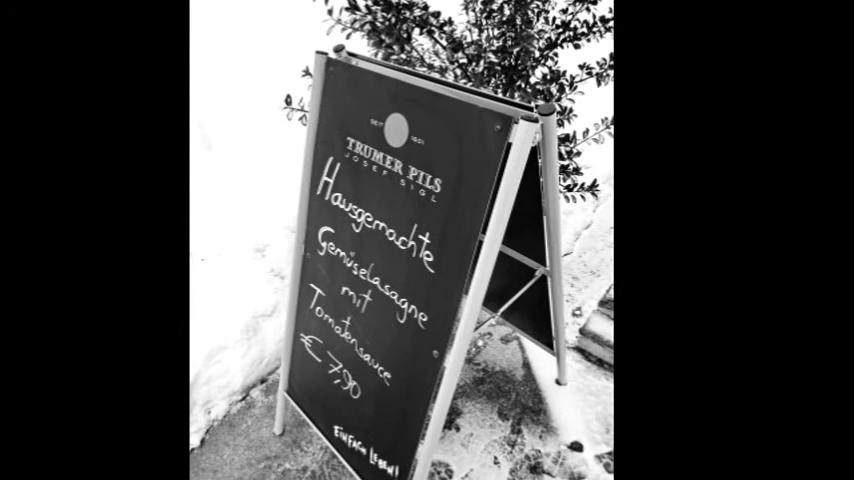 SEIT 1601
TRUMER PILS
JOSEF SIGL
Hausgemachte
Gemüselasagne
mit
Tomatensauce
€ 7,90
EINFACH LEBEN!